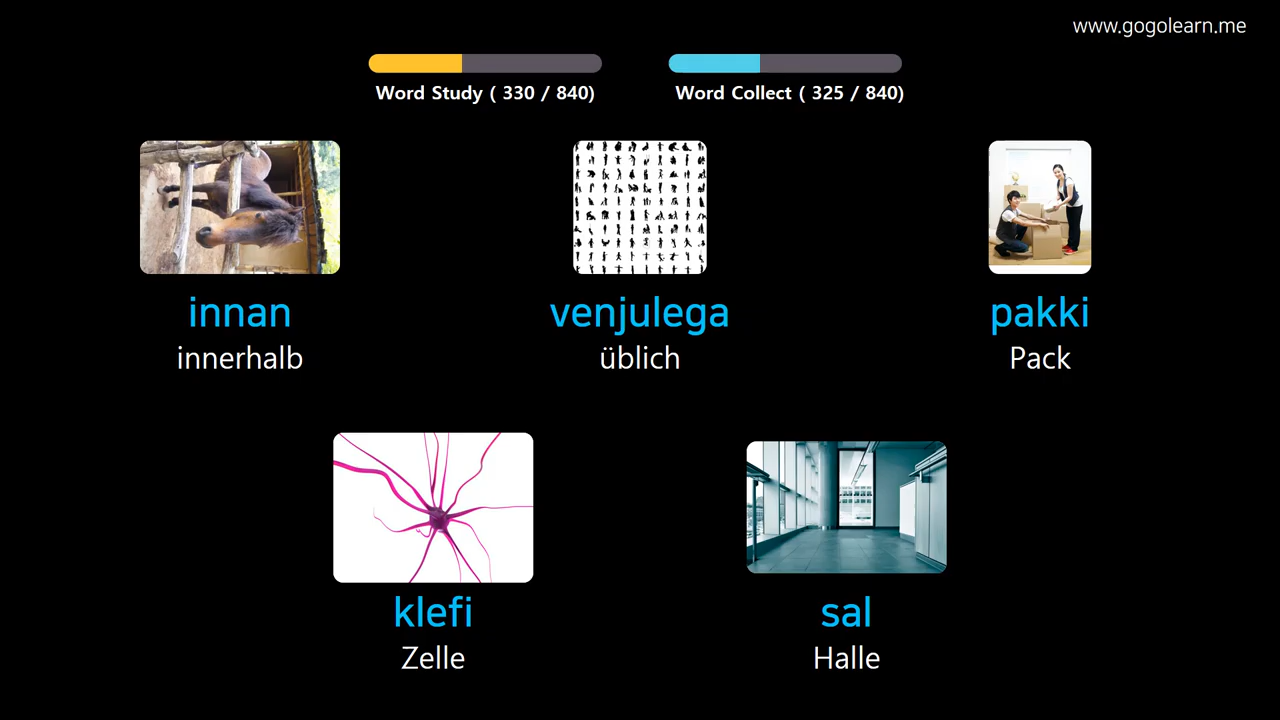 www.gogolearn.me
Word Study ( 330 / 840)
Word Collect ( 325 / 840)
innan
innerhalb
venjulega
üblich
pakki
Pack
klefi
Zelle
sal
Halle